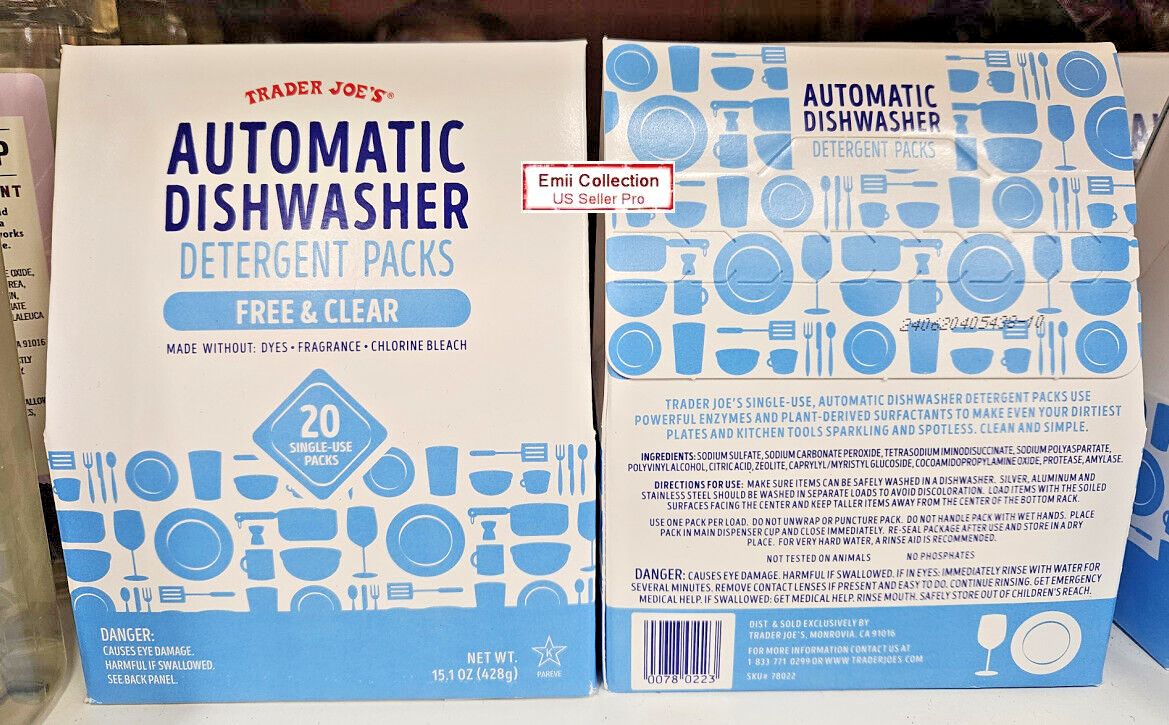 TRADER JOE'S®
AUTOMATIC
DISHWASHER
DETERGENT PACKS
FREE & CLEAR
MADE WITHOUT: DYES • FRAGRANCE • CHLORINE BLEACH
20
SINGLE-USE
PACKS
DANGER:
CAUSES EYE DAMAGE.
HARMFUL IF SWALLOWED.
SEE BACK PANEL.
NET WT.
15.1 OZ (428g)
K
PAREVE
Emii Collection
US Seller Pro
AUTOMATIC
DISHWASHER
DETERGENT PACKS
TRADER JOE'S SINGLE-USE, AUTOMATIC DISHWASHER DETERGENT PACKS USE
POWERFUL ENZYMES AND PLANT-DERIVED SURFACTANTS TO MAKE EVEN YOUR DIRTIEST
PLATES AND KITCHEN TOOLS SPARKLING AND SPOTLESS. CLEAN AND SIMPLE.
INGREDIENTS: SODIUM SULFATE, SODIUM CARBONATE PEROXIDE, TETRASODIUM IMINODISUCCINATE, SODIUM POLYASPARTATE,
POLYVINYL ALCOHOL, CITRIC ACID, ZEOLITE, CAPRYLYL/MYRISTYL GLUCOSIDE, COCOAMIDOPROPYLAMINE OXIDE, PROTEASE, AMYLASE.
DIRECTIONS FOR USE: MAKE SURE ITEMS CAN BE SAFELY WASHED IN A DISHWASHER. SILVER, ALUMINUM AND
STAINLESS STEEL SHOULD BE WASHED IN SEPARATE LOADS TO AVOID DISCOLORATION. LOAD ITEMS WITH THE SOILED
SURFACES FACING THE CENTER AND KEEP TALLER ITEMS AWAY FROM THE CENTER OF THE BOTTOM RACK.
USE ONE PACK PER LOAD. DO NOT UNWRAP OR PUNCTURE PACK. DO NOT HANDLE PACK WITH WET HANDS. PLACE
PACK IN MAIN DISPENSER CUP AND CLOSE IMMEDIATELY. RE-SEAL PACKAGE AFTER USE AND STORE IN A DRY
PLACE. FOR VERY HARD WATER, A RINSE AID IS RECOMMENDED.
NOT TESTED ON ANIMALS NO PHOSPHATES
DANGER: CAUSES EYE DAMAGE. HARMFUL IF SWALLOWED. IF IN EYES: IMMEDIATELY RINSE WITH WATER FOR
SEVERAL MINUTES. REMOVE CONTACT LENSES IF PRESENT AND EASY TO DO. CONTINUE RINSING. GET EMERGENCY
MEDICAL HELP. IF SWALLOWED: GET MEDICAL HELP. RINSE MOUTH. SAFELY STORE OUT OF CHILDREN'S REACH.
0078 0223
DIST. & SOLD EXCLUSIVELY BY
TRADER JOE'S, MONROVIA, CA 91016
FOR MORE INFORMATION CONTACT US AT
1 833 771 0299 OR WWW TRADERJOES COM
SKU# 78022